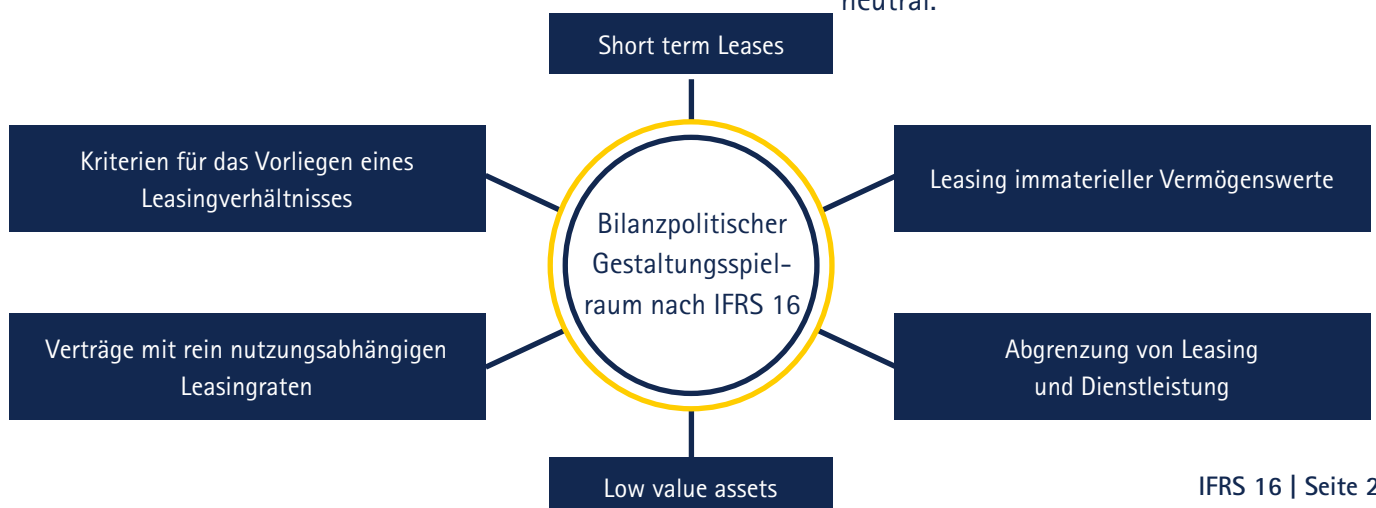 neutral.
Short term Leases
Kriterien für das Vorliegen eines
Leasingverhältnisses
Leasing immaterieller Vermögenswerte
Bilanzpolitischer
Gestaltungsspiel-
raum nach IFRS 16
Verträge mit rein nutzungsabhängigen
Leasingraten
Abgrenzung von Leasing
und Dienstleistung
Low value assets
IFRS 16 | Seite 2